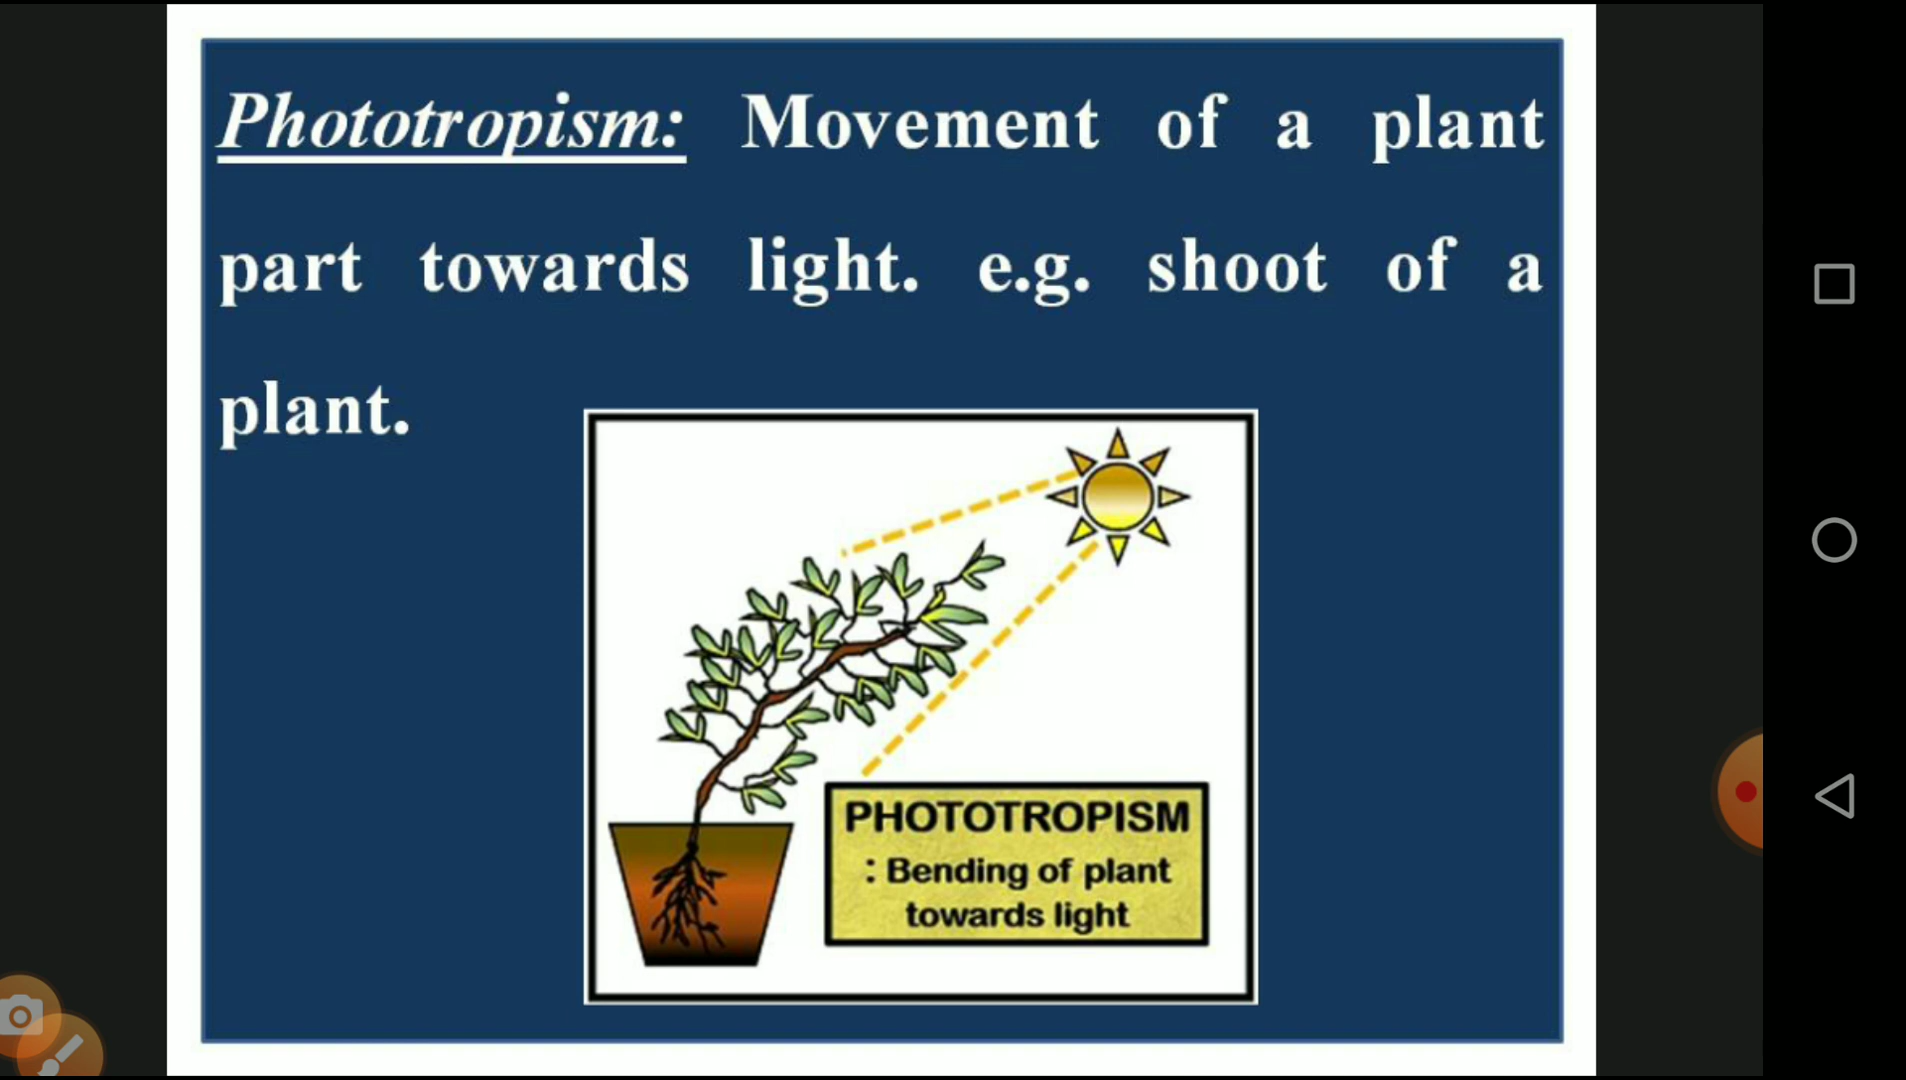 Phototropism: Movement of a plant
part towards light. e.g. shoot of a
plant.
PHOTOTROPISM
: Bending of plant
towards light